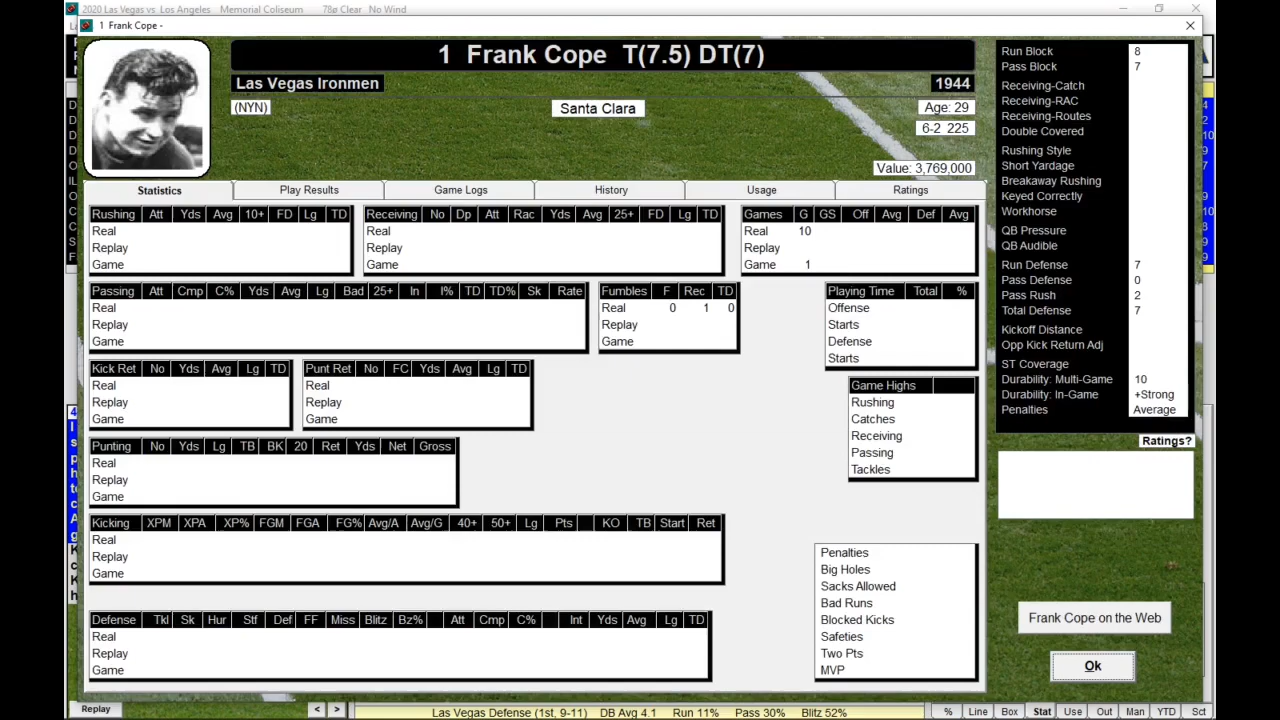 2020 Las Vegas vs Los Angeles Memorial Coliseum 78ø Clear No Wind
1 Frank Cope -
1 Frank Cope T(7.5) DT(7)
Las Vegas Ironmen 1944
(NYN) Santa Clara Age: 29
6-2 225
Value: 3,769,000
Statistics Play Results Game Logs History Usage Ratings
Rushing Att Yds Avg 10+ FD Lg TD
Real
Replay
Game
Receiving No Dp Att Rac Yds Avg 25+ FD Lg TD
Real
Replay
Game
Games G GS Off Avg Def Avg
Real 10
Replay
Game 1
Passing Att Cmp C% Yds Avg Lg Bad 25+ In I% TD TD% Sk Rate
Real
Replay
Game
Fumbles F Rec TD
Real 0 1 0
Replay
Game
Playing Time Total %
Offense
Starts
Defense
Starts
Kick Ret No Yds Avg Lg TD
Real
Replay
Game
Punt Ret No FC Yds Avg Lg TD
Real
Replay
Game
Game Highs
Rushing
Catches
Receiving
Passing
Tackles
Punting No Yds Lg TB BK 20 Ret Yds Net Gross
Real
Replay
Game
Kicking XPM XPA XP% FGM FGA FG% Avg/A Avg/G 40+ 50+ Lg Pts KO TB Start Ret
Real
Replay
Game
Penalties
Big Holes
Sacks Allowed
Bad Runs
Blocked Kicks
Safeties
Two Pts
MVP
Defense Tkl Sk Hur Stf Def FF Miss Blitz Bz% Att Cmp C% Int Yds Avg Lg TD
Real
Replay
Game
Run Block 8
Pass Block 7
Receiving-Catch
Receiving-RAC
Receiving-Routes
Double Covered
Rushing Style
Short Yardage
Breakaway Rushing
Keyed Correctly
Workhorse
QB Pressure
QB Audible
Run Defense 7
Pass Defense 0
Pass Rush 2
Total Defense 7
Kickoff Distance
Opp Kick Return Adj
ST Coverage
Durability: Multi-Game 10
Durability: In-Game +Strong
Penalties Average
Ratings?
Frank Cope on the Web
Ok
Replay < > Las Vegas Defense (1st, 9-11) DB Avg 4.1 Run 11% Pass 30% Blitz 52% % Line Box Stat Use Out Man YTD Sct